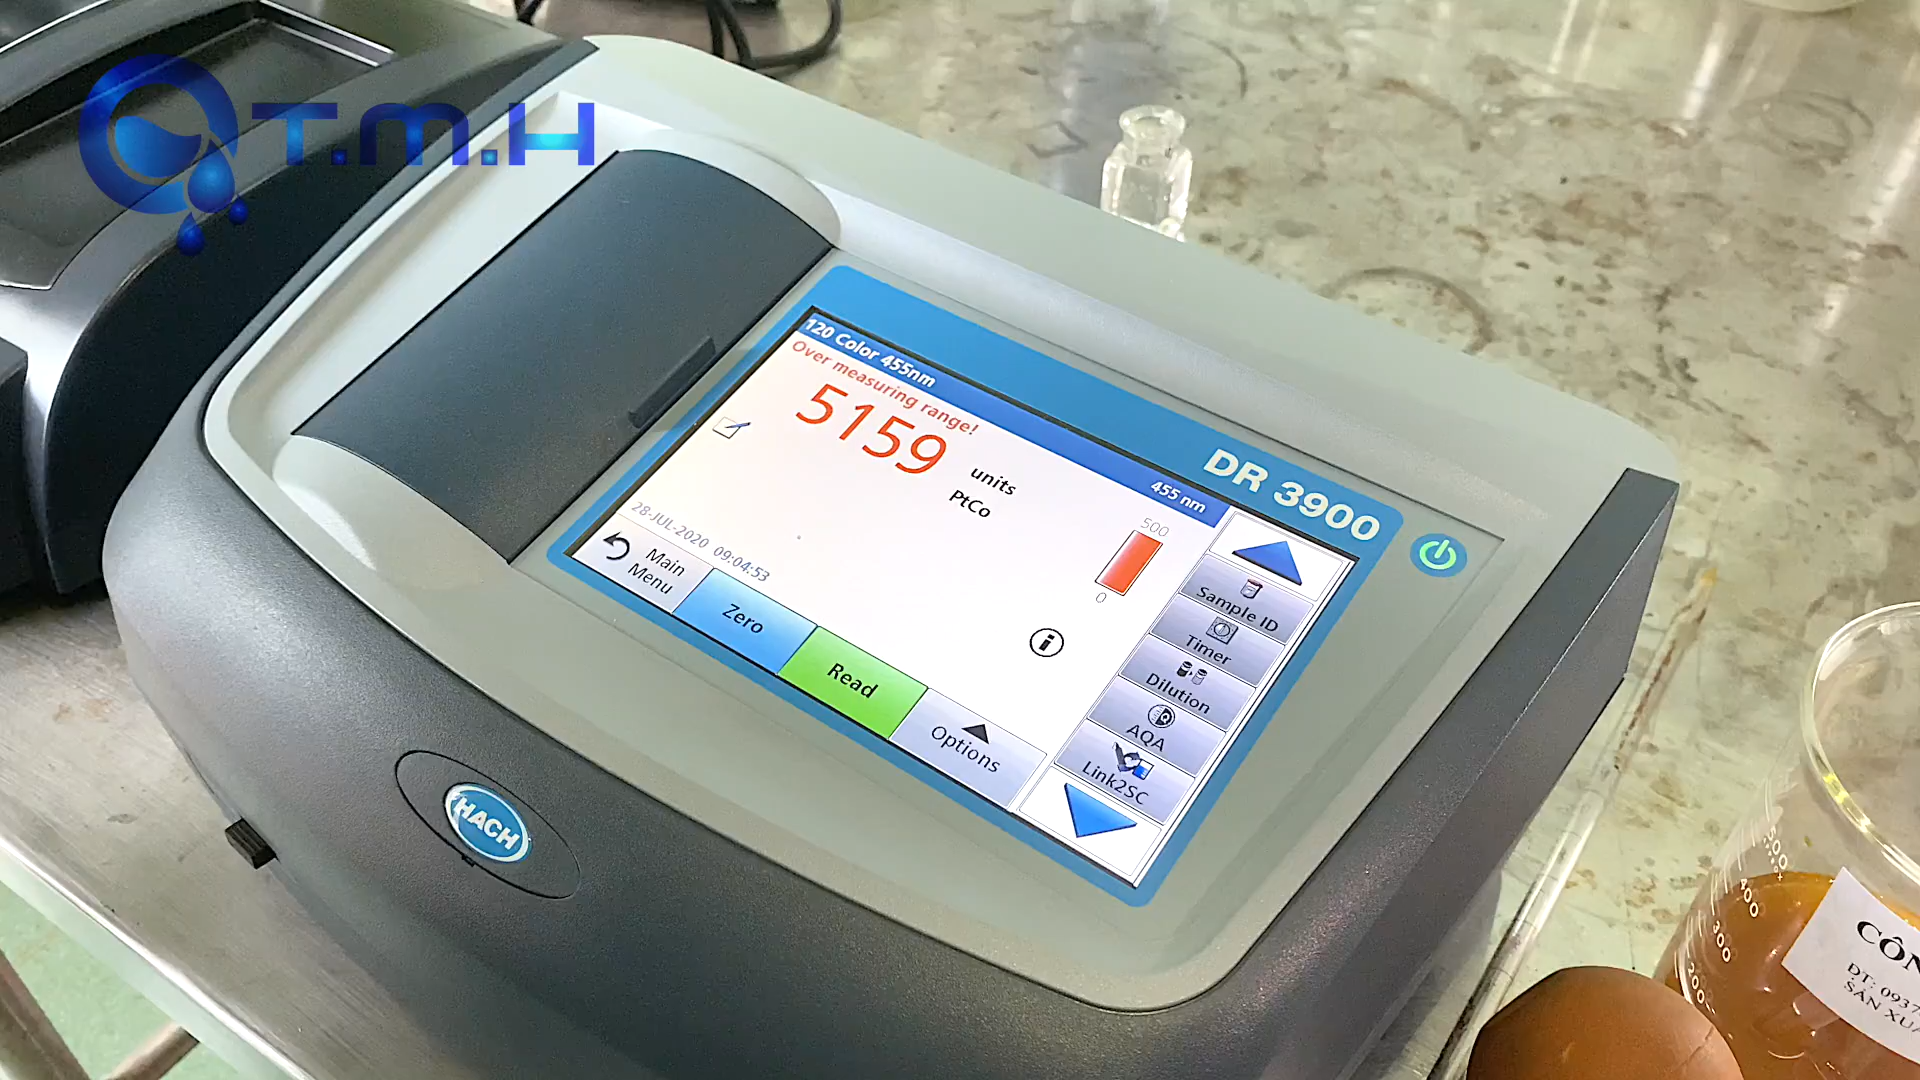 T.M.H
120 Color 455nm
Over measuring range!
5159
units
PtCo
455 nm
500
0
28-JUL-2020 09:04:53
Main
Menu
Zero
Read
Options
Sample ID
Timer
Dilution
AQA
Link2SC
DR 3900
HACH
500
400
300
200
CÔN
ĐT: 0937
SẢN XU